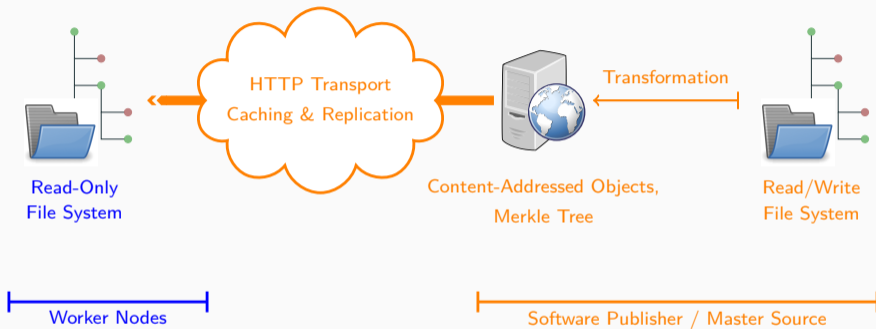 HTTP Transport
Caching & Replication
Transformation
Read-Only
File System
Content-Addressed Objects,
Merkle Tree
Read/Write
File System
Worker Nodes
Software Publisher / Master Source